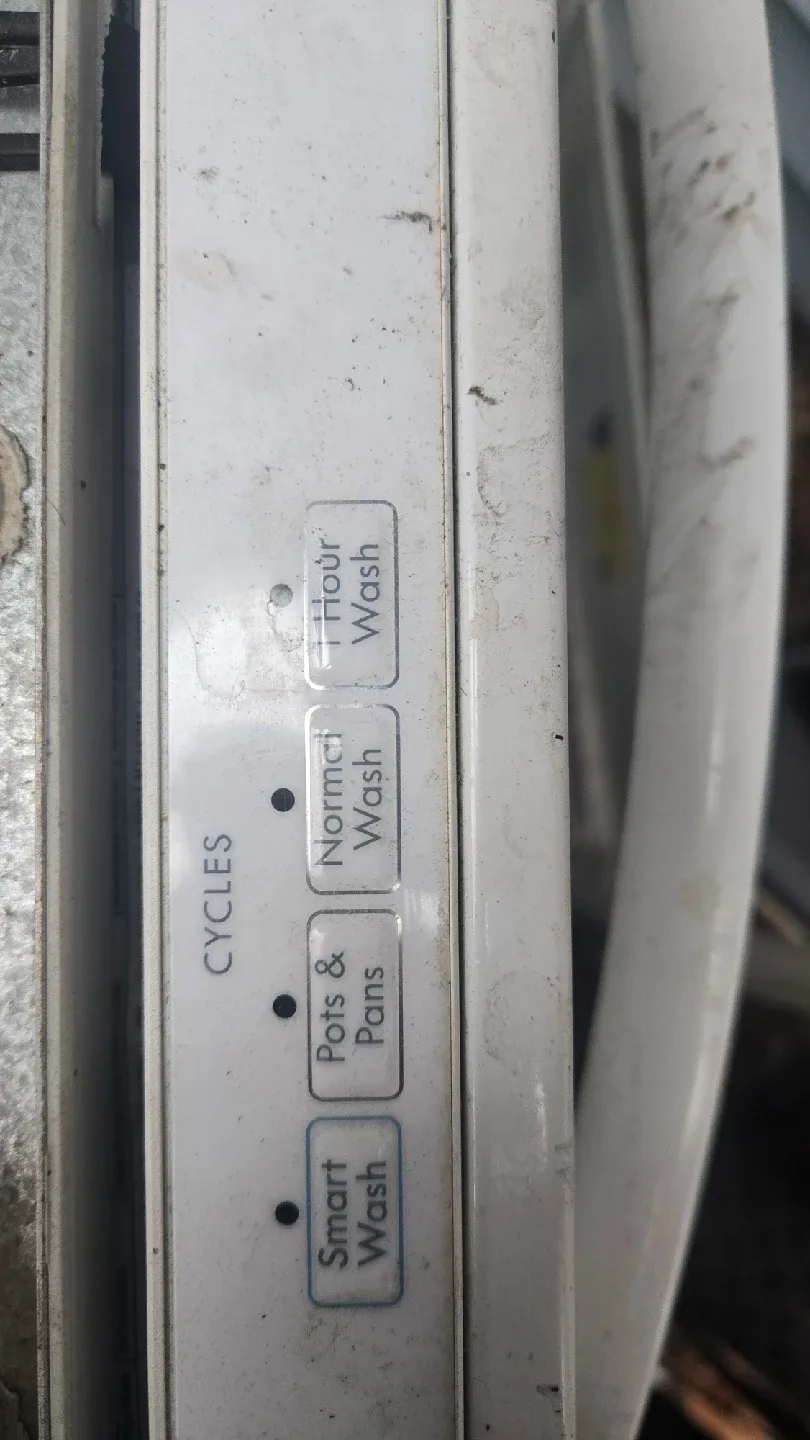 CYCLES
Smart
Wash
Pots &
Pans
Normal
Wash
1 Hour
Wash